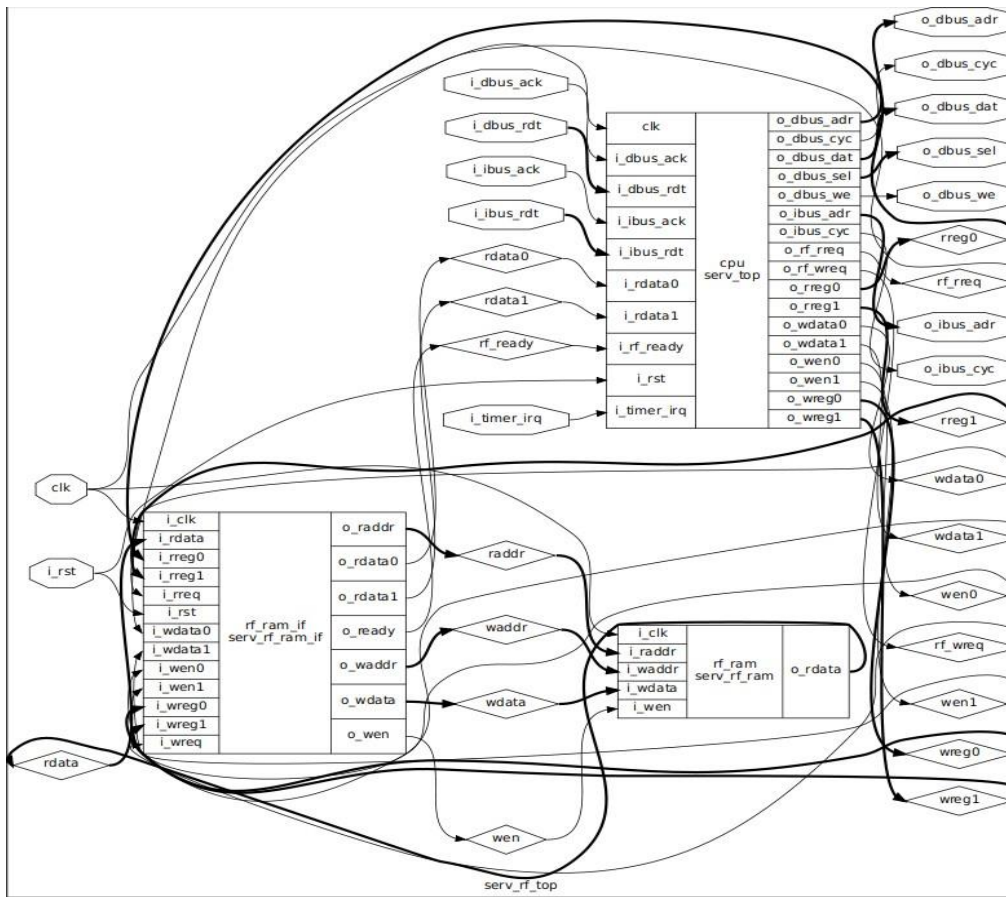 o_dbus_adr
o_dbus_cyc
o_dbus_dat
o_dbus_sel
o_dbus_we
rreg0
rf_rreq
o_ibus_adr
o_ibus_cyc
rreg1
wdata0
wdata1
wen0
rf_wreq
wen1
wreg0
wreg1
i_dbus_ack
i_dbus_rdt
i_ibus_ack
i_ibus_rdt
rdata0
rdata1
rf_ready
i_timer_irq
clk
i_dbus_ack
i_dbus_rdt
i_ibus_ack
i_ibus_rdt
i_rdata0
i_rdata1
i_rf_ready
i_rst
i_timer_irq
cpu
serv_top
o_dbus_adr
o_dbus_cyc
o_dbus_dat
o_dbus_sel
o_dbus_we
o_ibus_adr
o_ibus_cyc
o_rf_rreq
o_rf_wreq
o_rreg0
o_rreg1
o_wdata0
o_wdata1
o_wen0
o_wen1
o_wreg0
o_wreg1
clk
i_rst
rdata
i_clk
i_rdata
i_rreg0
i_rreg1
i_rreq
i_rst
i_wdata0
i_wdata1
i_wen0
i_wen1
i_wreg0
i_wreg1
i_wreq
rf_ram_if
serv_rf_ram_if
o_raddr
o_rdata0
o_rdata1
o_ready
o_waddr
o_wdata
o_wen
raddr
waddr
wdata
wen
i_clk
i_raddr
i_waddr
i_wdata
i_wen
rf_ram
serv_rf_ram
o_rdata
serv_rf_top